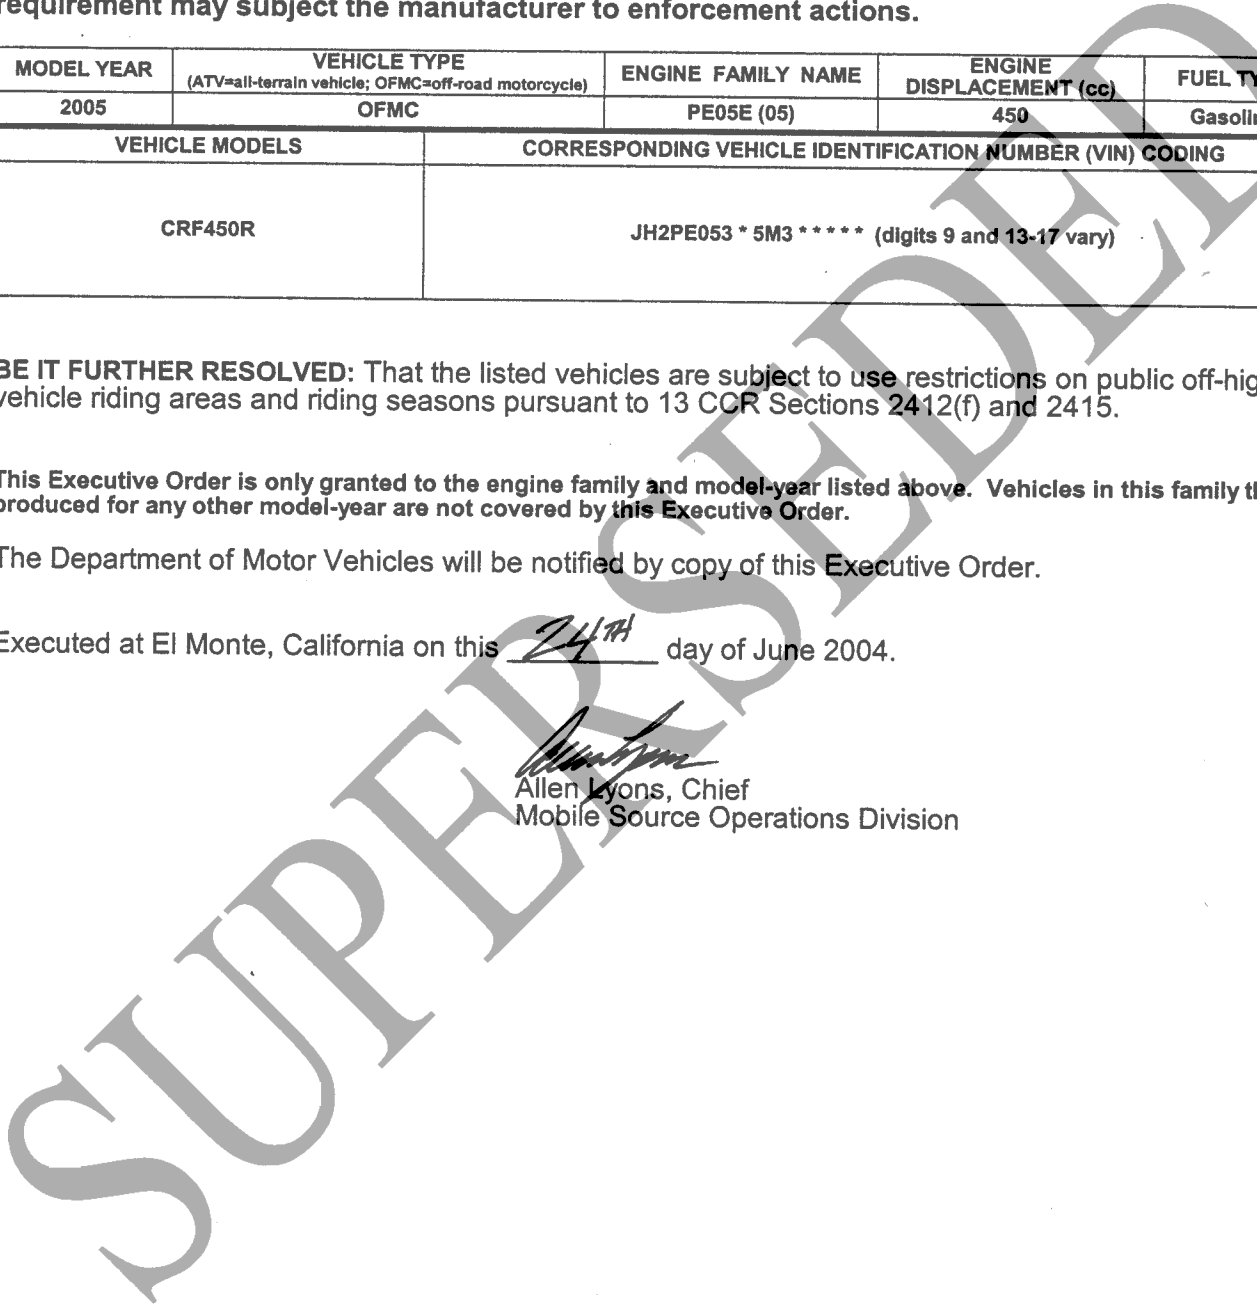 requirement may subject the manufacturer to enforcement actions.
MODEL YEAR
VEHICLE TYPE
(ATV=all-terrain vehicle; OFMC=off-road motorcycle)
ENGINE FAMILY NAME
ENGINE
DISPLACEMENT (cc)
FUEL TY
2005
OFMC
PE05E (05)
450
Gasolin
VEHICLE MODELS
CORRESPONDING VEHICLE IDENTIFICATION NUMBER (VIN) CODING
CRF450R
JH2PE053 * 5M3 * * * * * (digits 9 and 13-17 vary)
BE IT FURTHER RESOLVED: That the listed vehicles are subject to use restrictions on public off-hig
vehicle riding areas and riding seasons pursuant to 13 CCR Sections 2412(f) and 2415.
This Executive Order is only granted to the engine family and model-year listed above. Vehicles in this family th
produced for any other model-year are not covered by this Executive Order.
The Department of Motor Vehicles will be notified by copy of this Executive Order.
Executed at El Monte, California on this 24TH day of June 2004.
Allen Lyons, Chief
Mobile Source Operations Division
SUPERSEDED